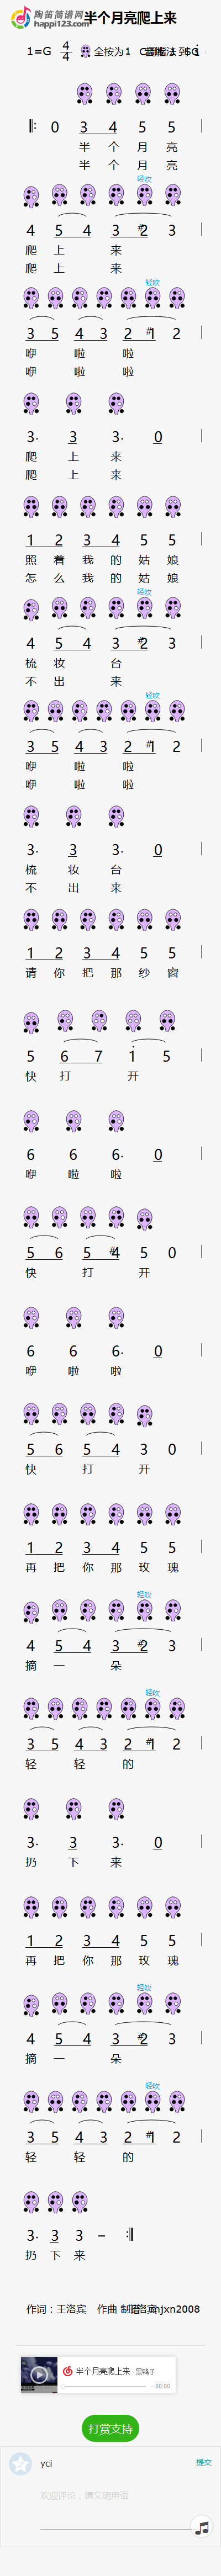 陶笛简谱网
happi123.com
半个月亮爬上来
1=G 4/4 全按为1
0 3 4 5 5
半 个 月 亮
半 个 月 亮
轻吹
4 5 4 3 #2 3
爬 上 来
爬 上 来
轻吹
3 5 4 3 2 #1 2
咿 啦 啦
咿 啦 啦
3· 3 3· 0
爬 上 来
爬 上 来
1 2 3 4 5 5
照 着 我 的 姑 娘
怎 么 我 的 姑 娘
轻吹
4 5 4 3 #2 3
梳 妆 台
不 出 来
轻吹
3 5 4 3 2 #1 2
咿 啦 啦
咿 啦 啦
3· 3 3· 0
梳 妆 台
不 出 来
1 2 3 4 5 5
请 你 把 那 纱 窗
5 6 7 1 5
快 打 开
6 6 6· 0
咿 啦 啦
5 6 5 #4 5 0
快 打 开
6 6 6· 0
咿 啦 啦
5 6 5 4 3 0
快 打 开
1 2 3 4 5 5
再 把 你 那 玫 瑰
轻吹
4 5 4 3 #2 3
摘 一 朵
轻吹
3 5 4 3 2 #1 2
轻 轻 的
3· 3 3· 0
扔 下 来
1 2 3 4 5 5
再 把 你 那 玫 瑰
轻吹
4 5 4 3 #2 3
摘 一 朵
轻吹
3 5 4 3 2 #1 2
轻 轻 的
3· 3 3 –
扔 下 来
作词：王洛宾 作曲
半个月亮爬上来 - 黑鸭子
- 00:00
打赏支持
yci 提交
欢迎评论，请文明用语